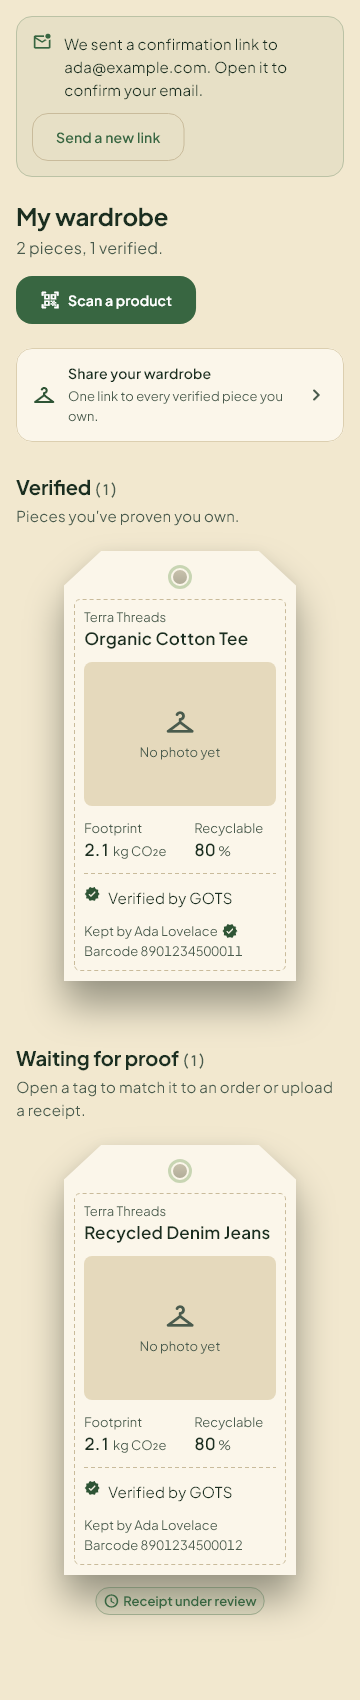 We sent a confirmation link to
ada@example.com. Open it to
confirm your email.
Send a new link
My wardrobe
2 pieces, 1 verified.
Scan a product
Share your wardrobe
One link to every verified piece you
own.
Verified (1)
Pieces you've proven you own.
Terra Threads
Organic Cotton Tee
No photo yet
Footprint Recyclable
2.1 kg CO₂e 80 %
Verified by GOTS
Kept by Ada Lovelace
Barcode 8901234500011
Waiting for proof (1)
Open a tag to match it to an order or upload
a receipt.
Terra Threads
Recycled Denim Jeans
No photo yet
Footprint Recyclable
2.1 kg CO₂e 80 %
Verified by GOTS
Kept by Ada Lovelace
Barcode 8901234500012
Receipt under review